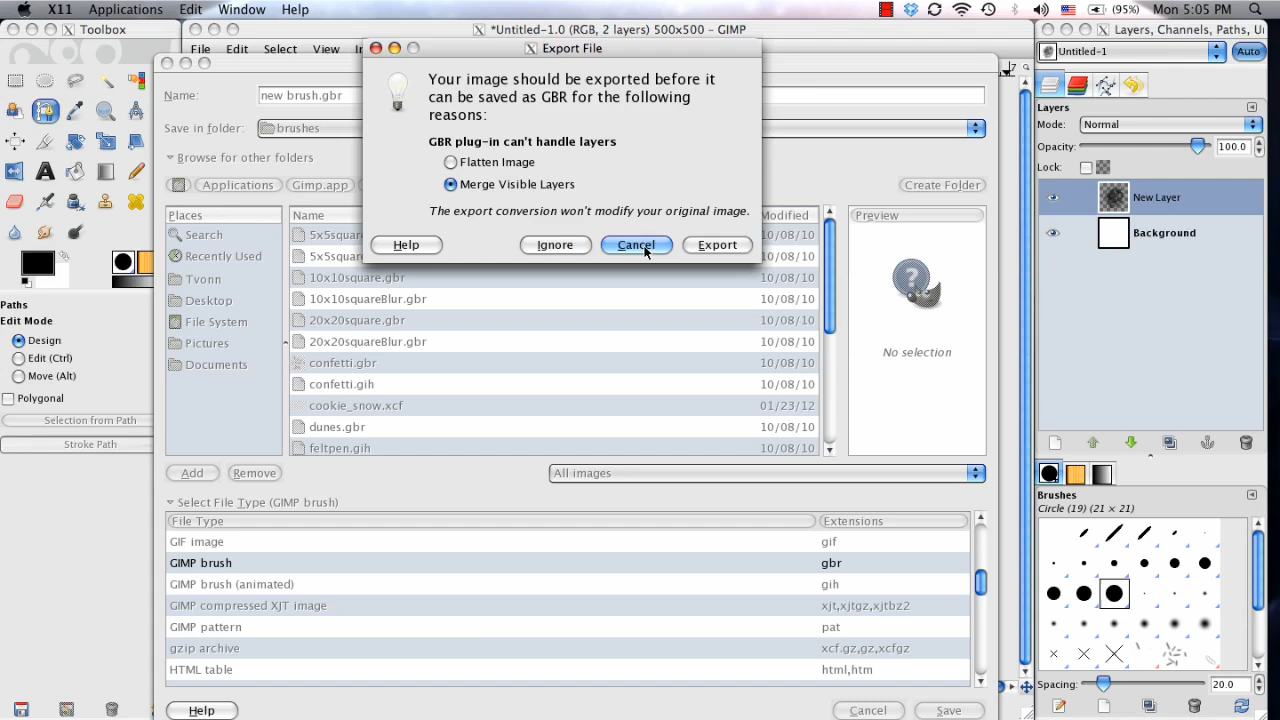 X11 Applications Edit Window Help (95%) Mon 5:05 PM
Toolbox
*Untitled-1.0 (RGB, 2 layers) 500x500 – GIMP
Layers, Channels, Paths,
File Edit Select View
Export File
Untitled-1
Auto
Your image should be exported before it
can be saved as GBR for the following
reasons:
GBR plug-in can't handle layers
Flatten Image
Merge Visible Layers
The export conversion won't modify your original image.
Help Ignore Cancel Export
Name: new brush.gbr
Save in folder: brushes
Browse for other folders
Applications Gimp.app Create Folder
Places
Search
Recently Used
Tvonn
Desktop
File System
Pictures
Documents
Name Modified
5x5square 10/08/10
5x5square 10/08/10
10x10square.gbr 10/08/10
10x10squareBlur.gbr 10/08/10
20x20square.gbr 10/08/10
20x20squareBlur.gbr 10/08/10
confetti.gbr 10/08/10
confetti.gih 10/08/10
cookie_snow.xcf 01/23/12
dunes.gbr 10/08/10
feltpen.gih 10/08/10
Preview
No selection
Add Remove
All images
Select File Type (GIMP brush)
File Type Extensions
GIF image gif
GIMP brush gbr
GIMP brush (animated) gih
GIMP compressed XJT image xjt,xjtgz,xjtbz2
GIMP pattern pat
gzip archive xcf.gz,gz,xcfgz
HTML table html,htm
Help Cancel Save
Paths
Edit Mode
Design
Edit (Ctrl)
Move (Alt)
Polygonal
Selection from Path
Stroke Path
Layers
Mode: Normal
Opacity: 100.0
Lock:
New Layer
Background
Brushes
Circle (19) (21 × 21)
Spacing: 20.0